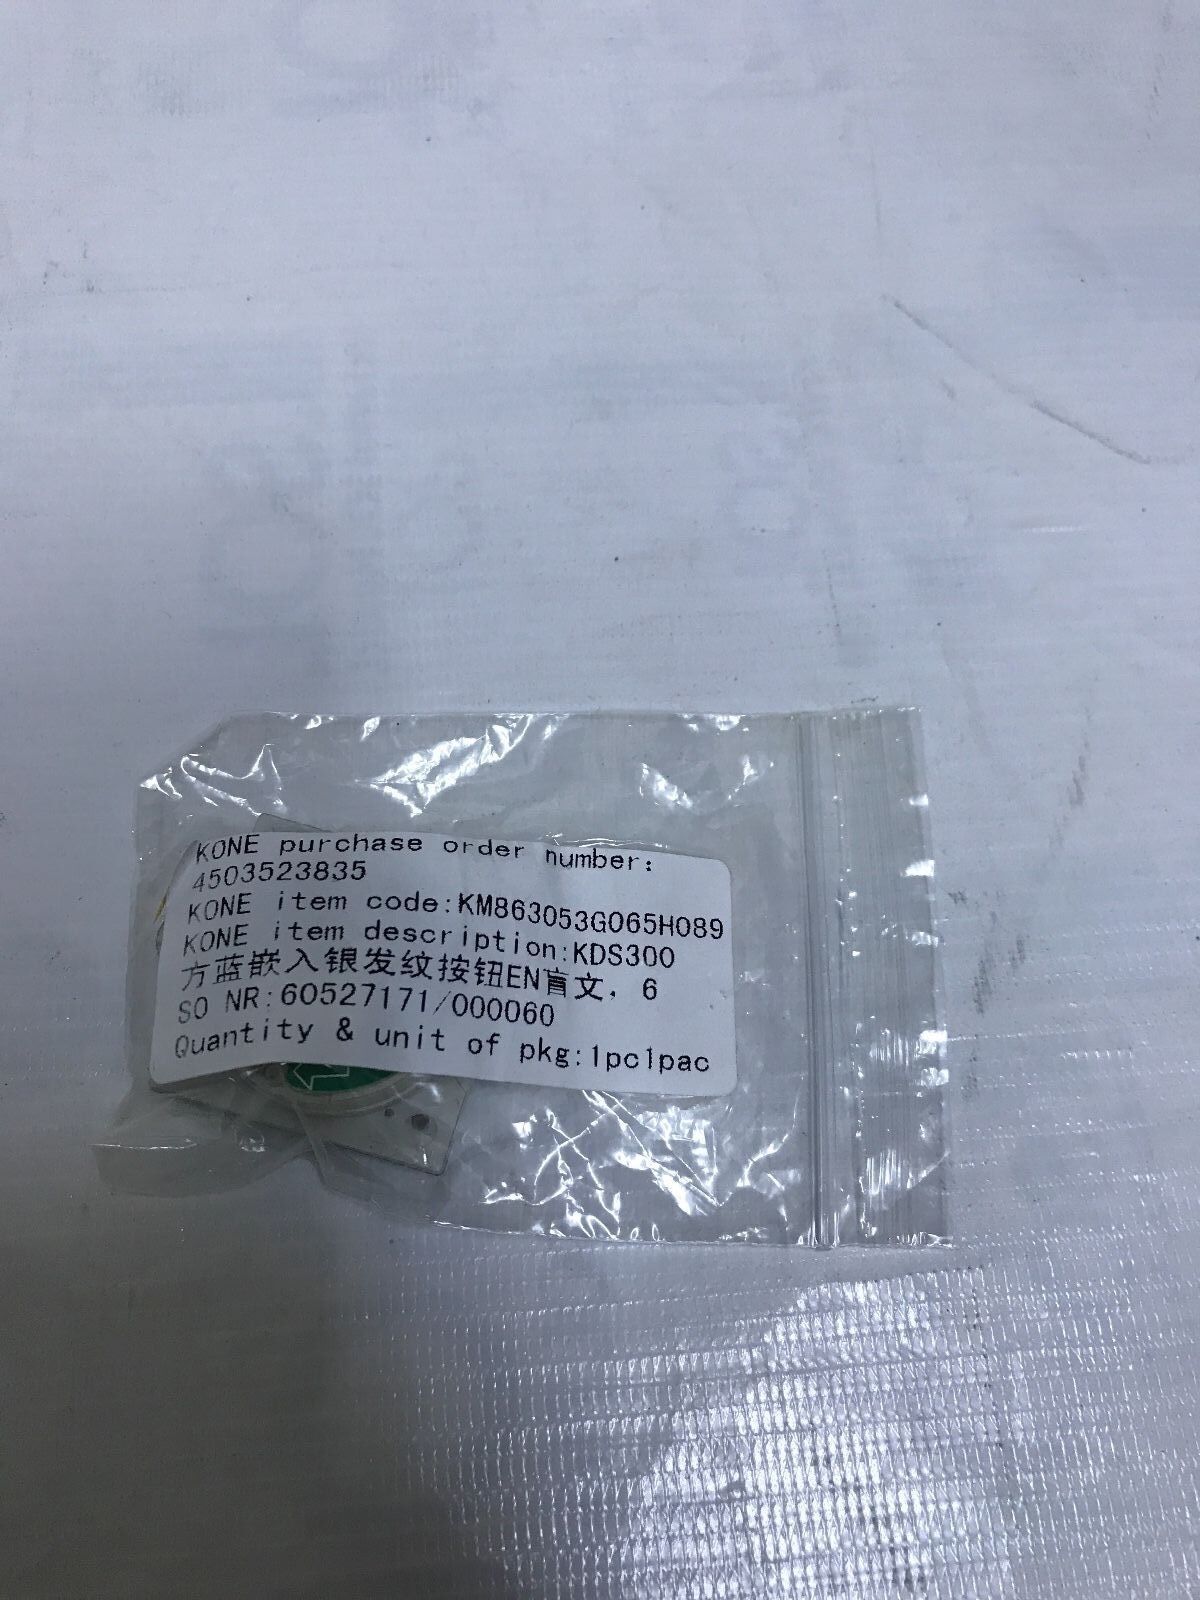 KONE purchase order number:
4503523835
KONE item code:KM863053G065H089
KONE item description:KDS300
方蓝嵌入银发纹按钮EN盲文，6
SO NR:60527171/000060
Quantity & unit of pkg:1pc1pac